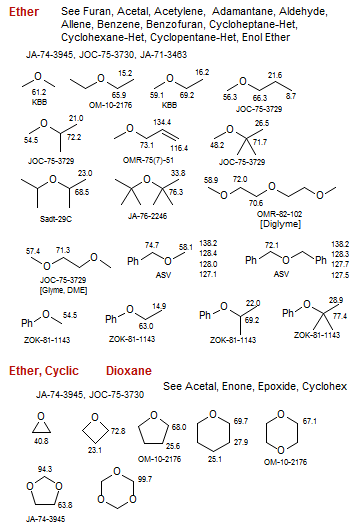 Ether See Furan, Acetal, Acetylene, Adamantane, Aldehyde,
Allene, Benzene, Benzofuran, Cycloheptane-Het,
Cyclohexane-Het, Cyclopentane-Het, Enol Ether
JA-74-3945, JOC-75-3730, JA-71-3463
O O 15.2 O 16.2 O 21.6
61.2 65.9 59.1 69.2 56.3 66.3 8.7
KBB OM-10-2176 KBB JOC-75-3729
O 21.0 O 134.4 O 26.5
54.5 72.2 73.1 116.4 48.2 71.7
JOC-75-3729 OMR-75(7)-51 JOC-75-3729
O 23.0 O 33.8 58.9 72.0
68.5 76.3 O O O
70.6
Sadt-29C JA-76-2246 OMR-82-102
[Diglyme]
57.4 71.3 74.7 58.1 138.2 72.1 138.2
O O Ph O 128.4 Ph O Ph 128.3
JOC-75-3729 ASV 128.0 ASV 127.7
[Glyme, DME] 127.1 127.5
Ph O 54.5 Ph O 14.9 Ph O 22.0 Ph O 28.9
63.0 69.2 77.4
ZOK-81-1143 ZOK-81-1143 ZOK-81-1143 ZOK-81-1143
Ether, Cyclic Dioxane
See Acetal, Enone, Epoxide, Cyclohex
JA-74-3945, JOC-75-3730
O O O O O
72.8 68.0 69.7 67.1
40.8 23.1 25.6 27.9 O
OM-10-2176 25.1 OM-10-2176
94.3 O 99.7
O O O O
63.8
JA-74-3945